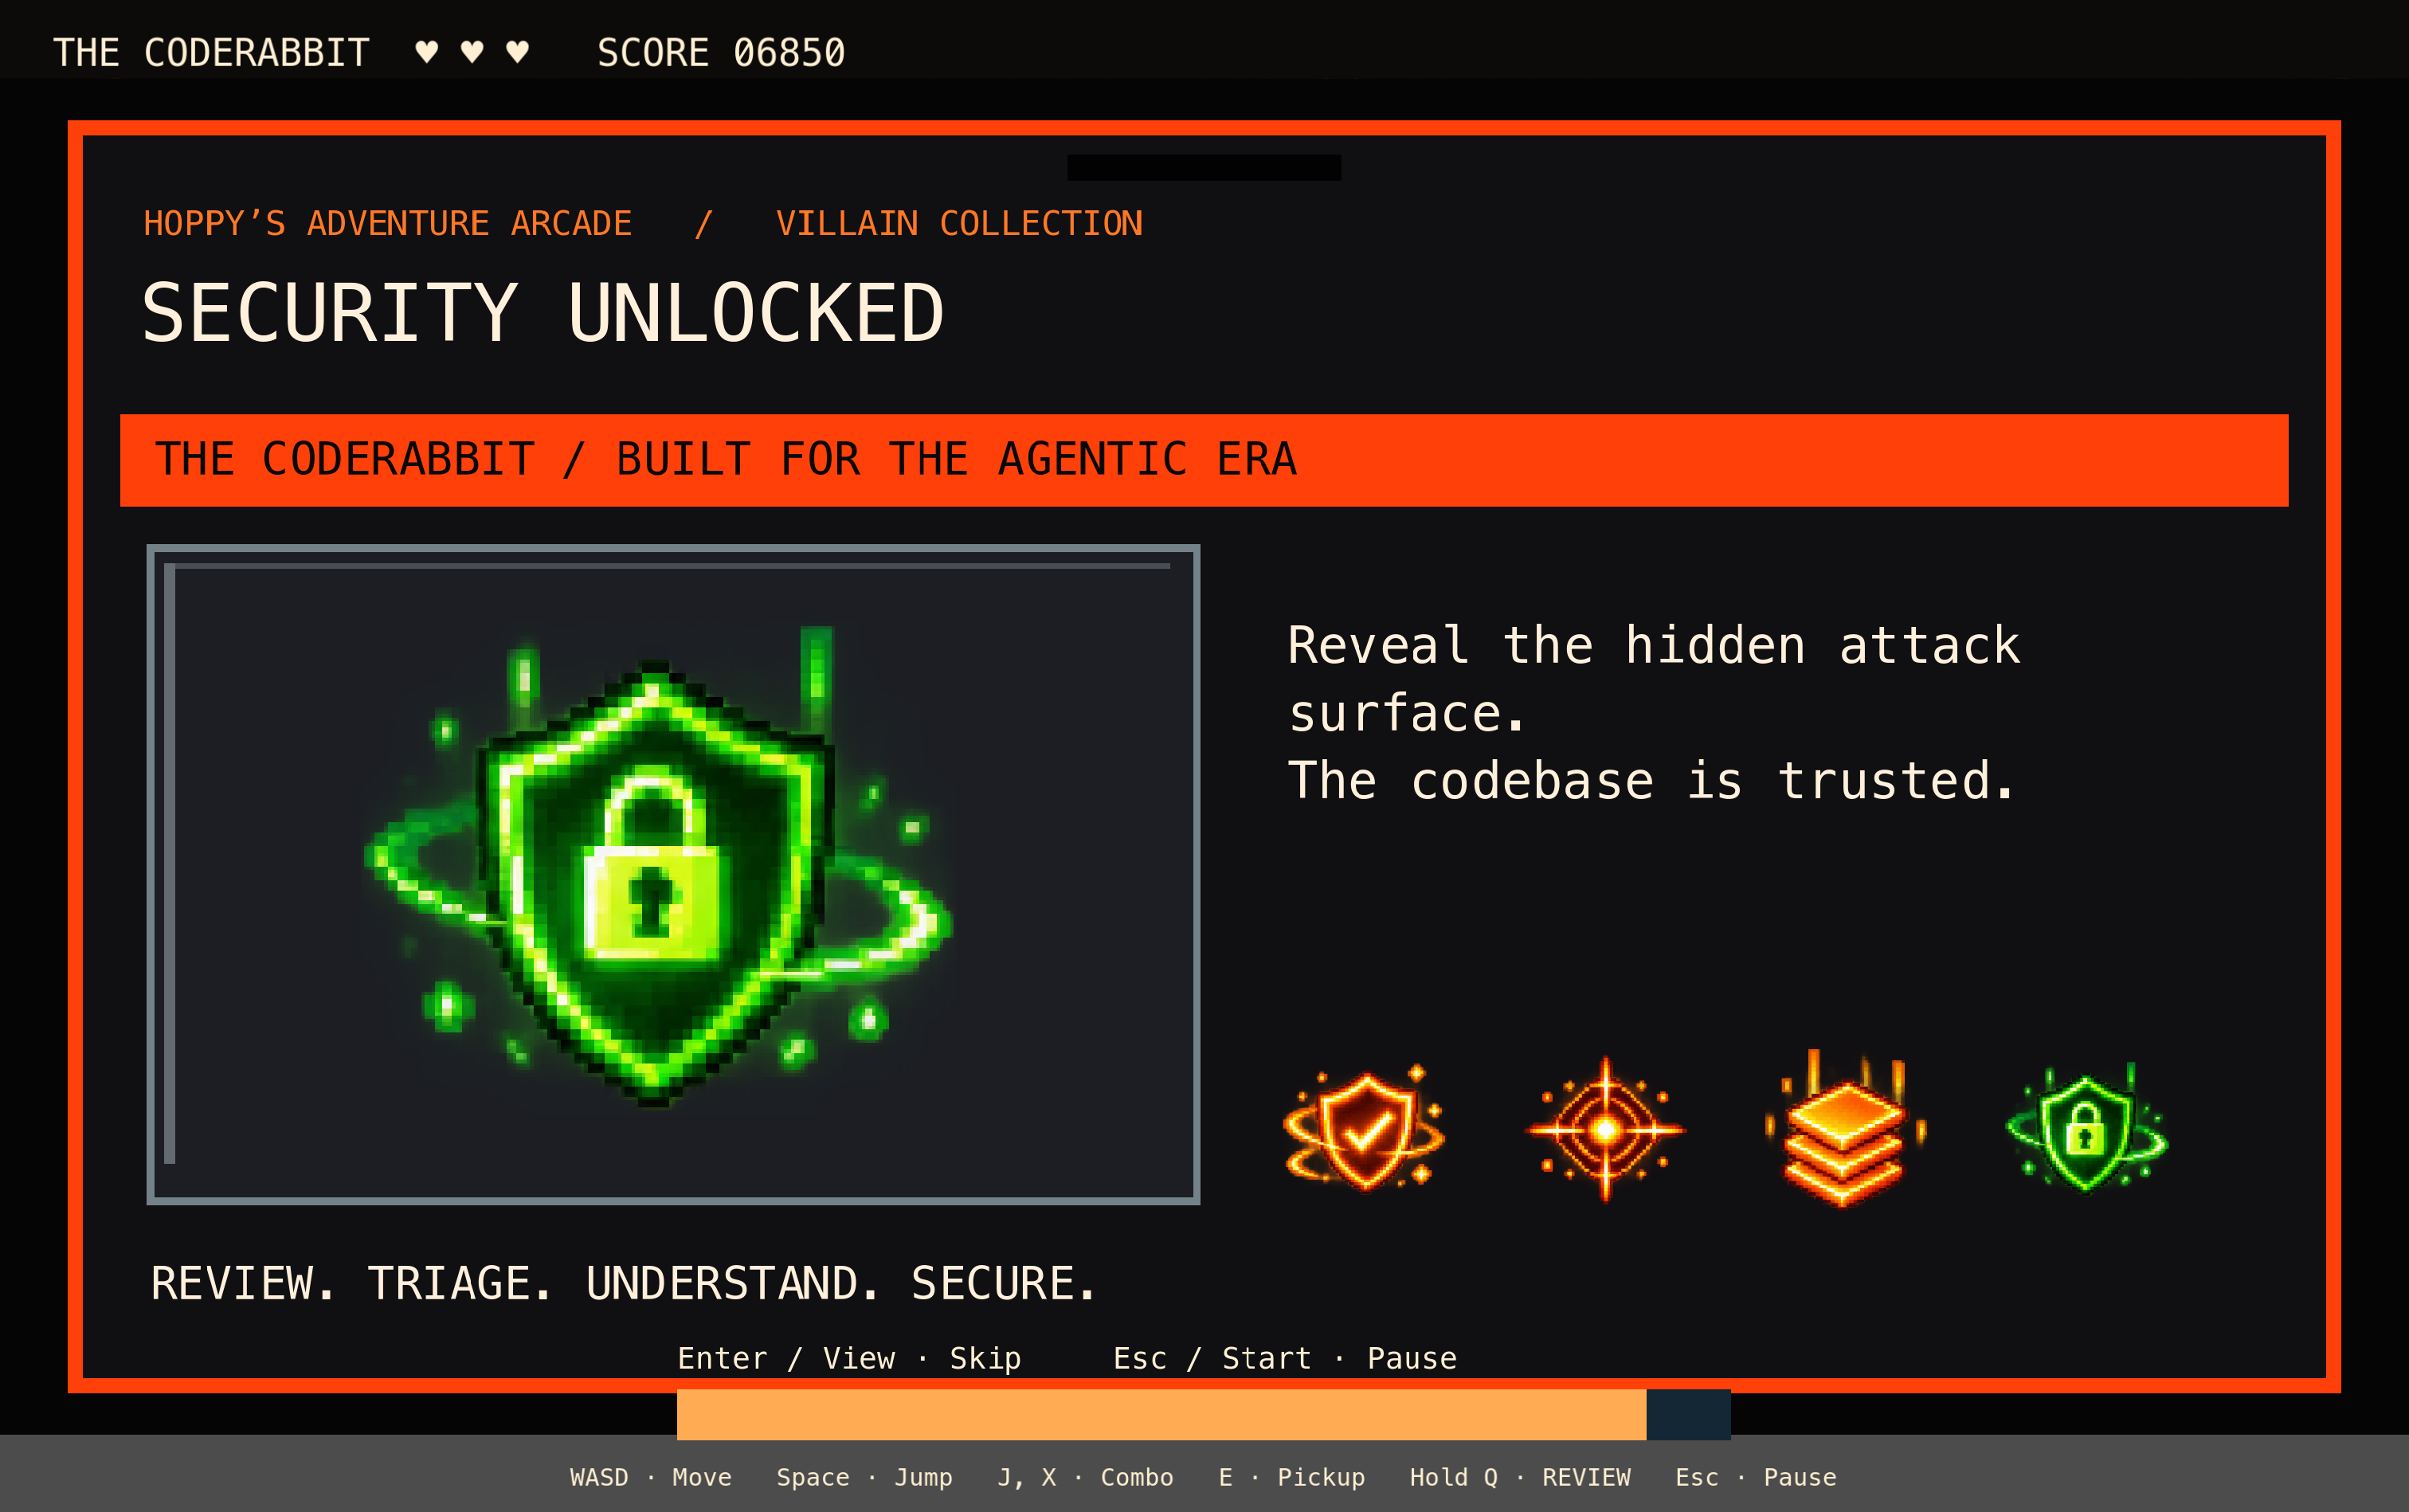 THE CODERABBIT ♥ ♥ ♥ SCORE 06850
HOPPY’S ADVENTURE ARCADE / VILLAIN COLLECTION
SECURITY UNLOCKED
THE CODERABBIT / BUILT FOR THE AGENTIC ERA
Reveal the hidden attack
surface.
The codebase is trusted.
REVIEW. TRIAGE. UNDERSTAND. SECURE.
Enter / View · Skip Esc / Start · Pause
WASD · Move Space · Jump J, X · Combo E · Pickup Hold Q · REVIEW Esc · Pause